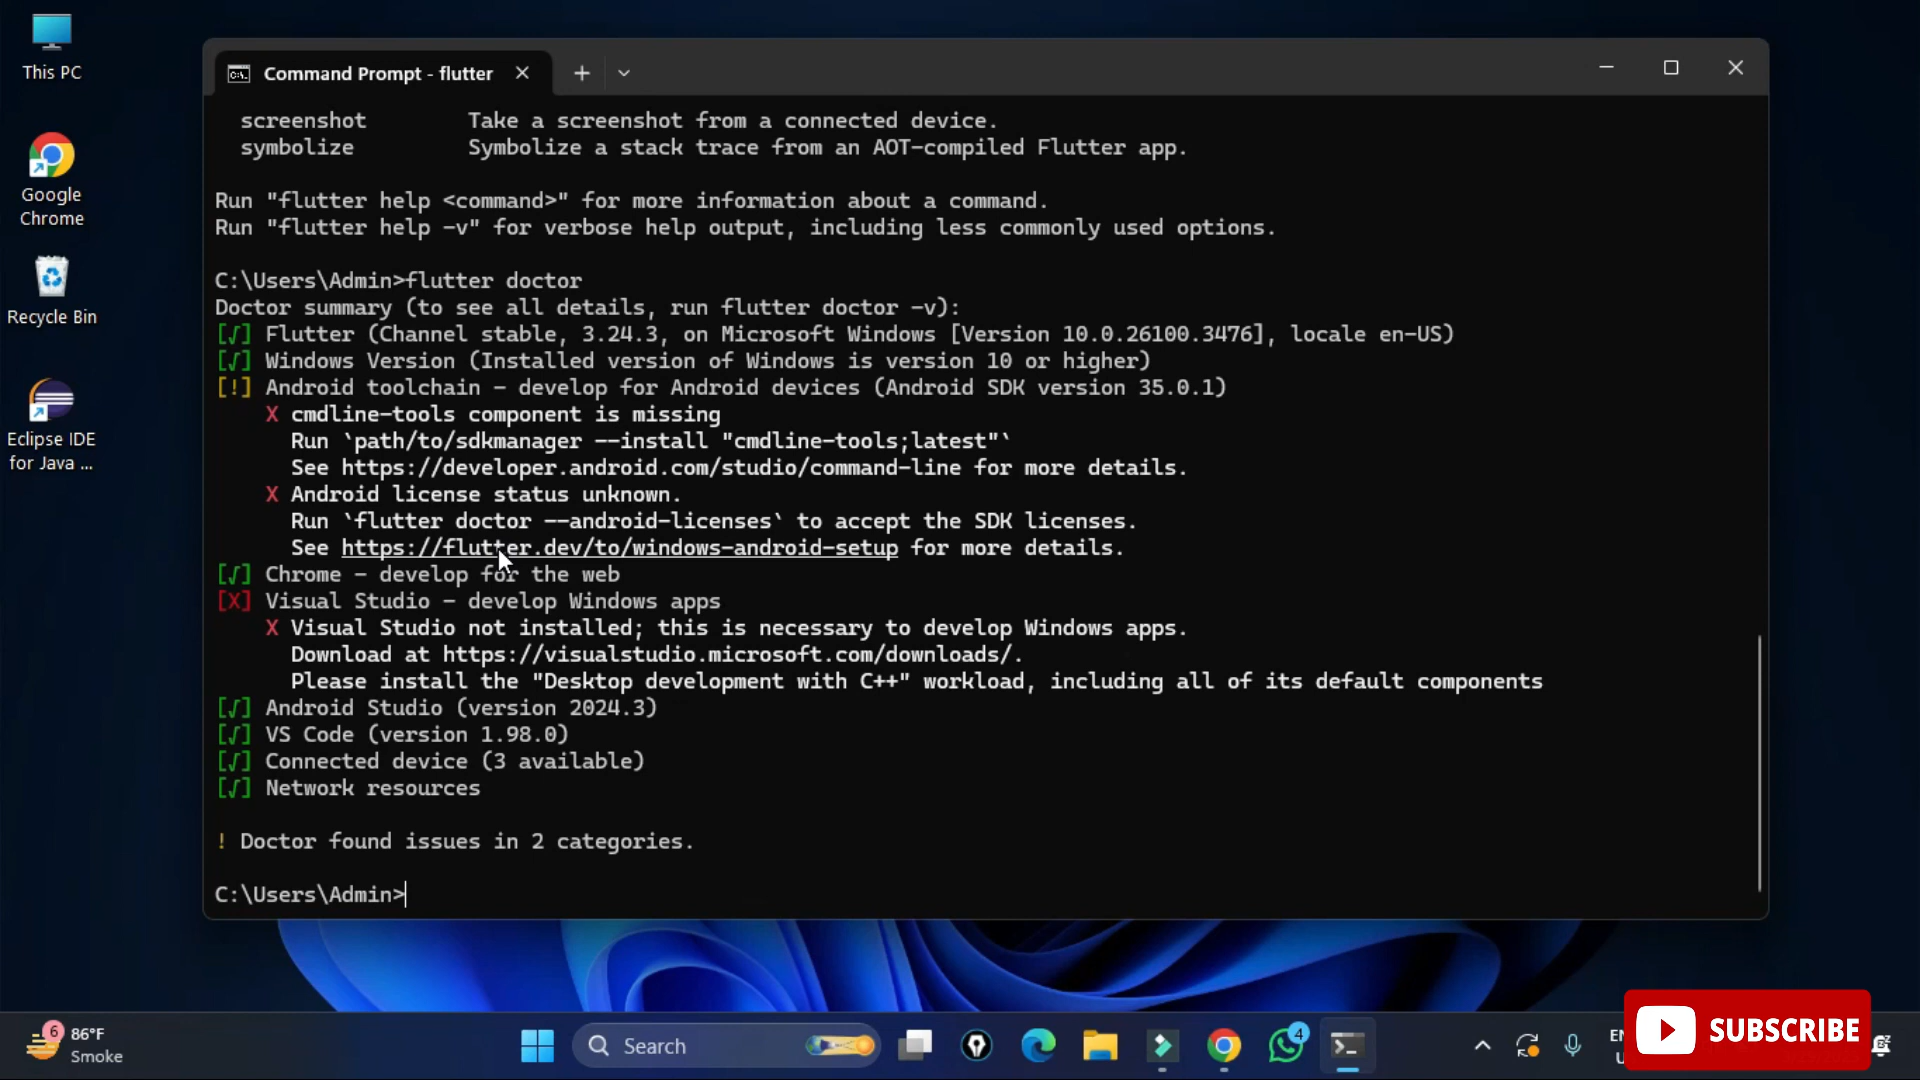 This PC
Google
Chrome
Recycle Bin
Eclipse IDE
for Java ...
Command Prompt - flutter
screenshot Take a screenshot from a connected device.
symbolize Symbolize a stack trace from an AOT-compiled Flutter app.
Run "flutter help <command>" for more information about a command.
Run "flutter help -v" for verbose help output, including less commonly used options.
C:\Users\Admin>flutter doctor
Doctor summary (to see all details, run flutter doctor -v):
[√] Flutter (Channel stable, 3.24.3, on Microsoft Windows [Version 10.0.26100.3476], locale en-US)
[√] Windows Version (Installed version of Windows is version 10 or higher)
[!] Android toolchain - develop for Android devices (Android SDK version 35.0.1)
X cmdline-tools component is missing
Run `path/to/sdkmanager --install "cmdline-tools;latest"`
See https://developer.android.com/studio/command-line for more details.
X Android license status unknown.
Run `flutter doctor --android-licenses` to accept the SDK licenses.
See https://flutter.dev/to/windows-android-setup for more details.
[√] Chrome - develop for the web
[X] Visual Studio - develop Windows apps
X Visual Studio not installed; this is necessary to develop Windows apps.
Download at https://visualstudio.microsoft.com/downloads/.
Please install the "Desktop development with C++" workload, including all of its default components
[√] Android Studio (version 2024.3)
[√] VS Code (version 1.98.0)
[√] Connected device (3 available)
[√] Network resources
! Doctor found issues in 2 categories.
C:\Users\Admin>
6
86°F
Smoke
Search
4
SUBSCRIBE